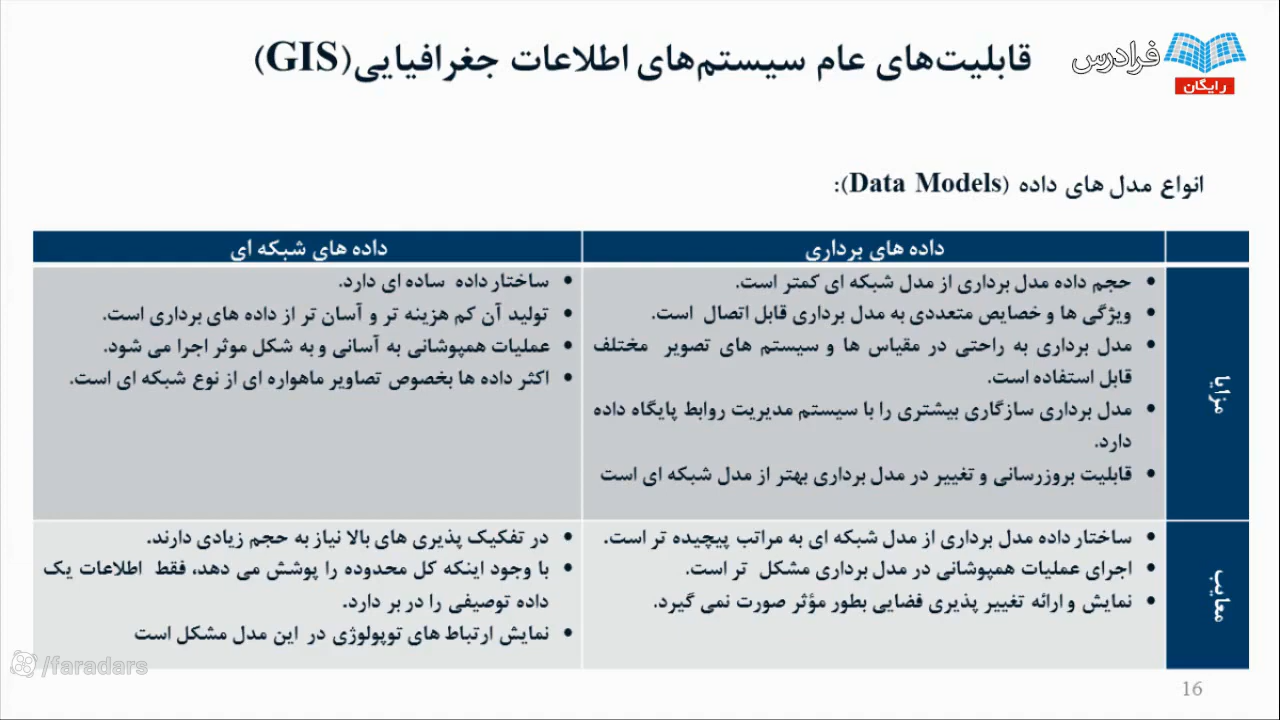 فرادرس
رایگان
قابلیت‌های عام سیستم‌های اطلاعات جغرافیایی(GIS)
انواع مدل های داده (Data Models):
داده های برداری
داده های شبکه ای
مزایا
• حجم داده مدل برداری از مدل شبکه ای کمتر است.
• ویژگی ها و خصایص متعددی به مدل برداری قابل اتصال است.
• مدل برداری به راحتی در مقیاس ها و سیستم های تصویر مختلف
قابل استفاده است.
• مدل برداری سازگاری بیشتری را با سیستم مدیریت روابط پایگاه داده
دارد.
• قابلیت بروزرسانی و تغییر در مدل برداری بهتر از مدل شبکه ای است
• ساختار داده ساده ای دارد.
• تولید آن کم هزینه تر و آسان تر از داده های برداری است.
• عملیات همپوشانی به آسانی و به شکل موثر اجرا می شود.
• اکثر داده ها بخصوص تصاویر ماهواره ای از نوع شبکه ای است.
معایب
• ساختار داده مدل برداری از مدل شبکه ای به مراتب پیچیده تر است.
• اجرای عملیات همپوشانی در مدل برداری مشکل تر است.
• نمایش و ارائه تغییر پذیری فضایی بطور مؤثر صورت نمی گیرد.
• در تفکیک پذیری های بالا نیاز به حجم زیادی دارند.
• با وجود اینکه کل محدوده را پوشش می دهد، فقط اطلاعات یک
داده توصیفی را در بر دارد.
• نمایش ارتباط های توپولوژی در این مدل مشکل است
/faradars
16